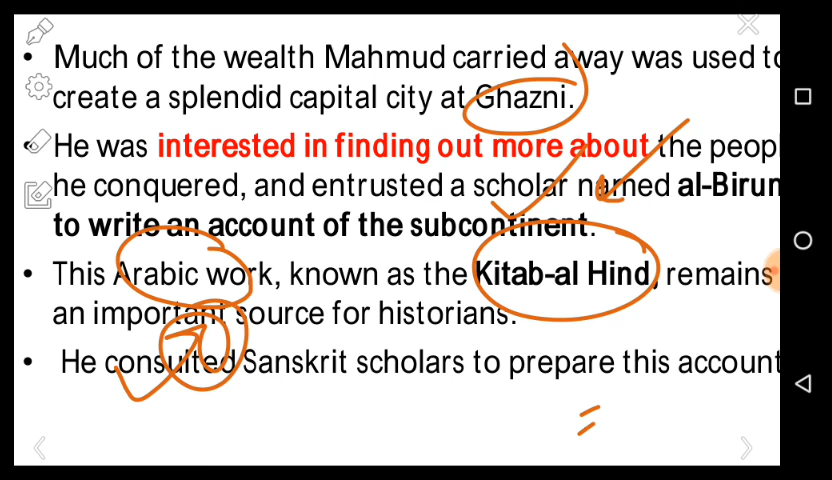 • Much of the wealth Mahmud carried away was used to
create a splendid capital city at Ghazni.
• He was interested in finding out more about the peop
he conquered, and entrusted a scholar named al-Birun
to write an account of the subcontinent.
• This Arabic work, known as the Kitab-al Hind, remains
an important source for historians.
• He consulted Sanskrit scholars to prepare this account